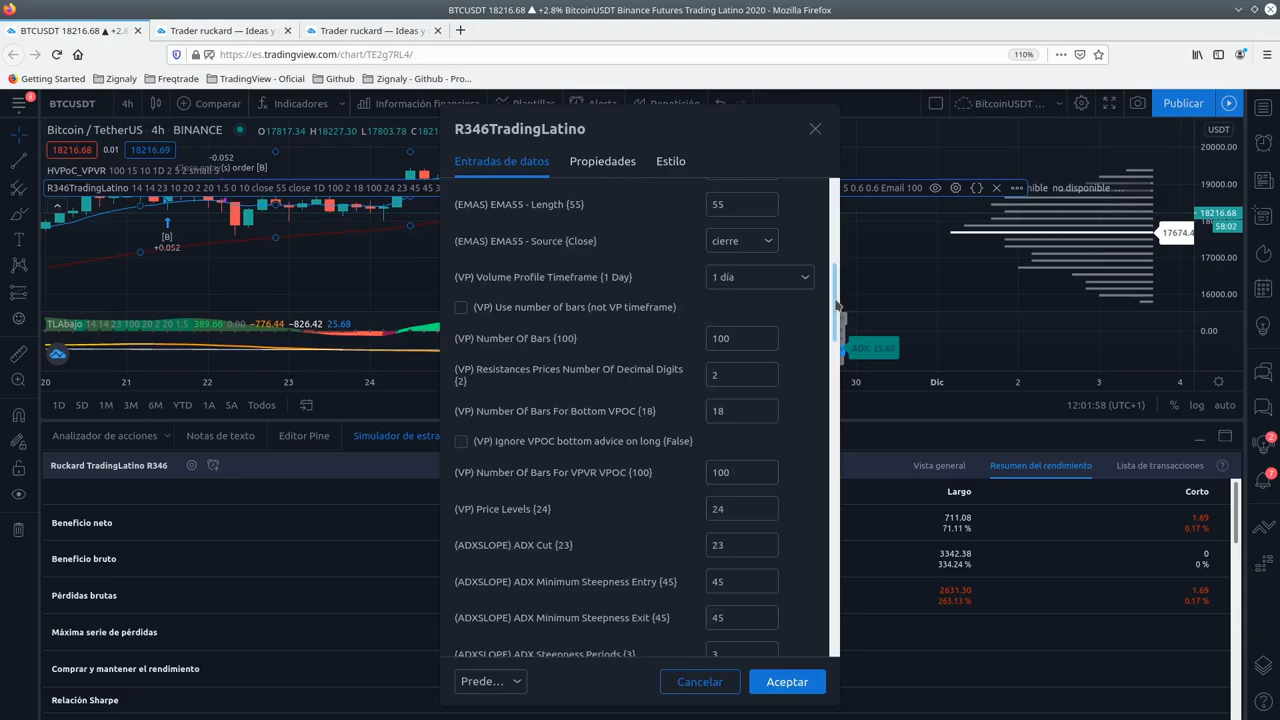 BTCUSDT 18216.68 ▲ +2.8% BitcoinUSDT Binance Futures Trading Latino 2020 - Mozilla Firefox
BTCUSDT 18216.68 ▲ +2.8
Trader ruckard — Ideas y
Trader ruckard — Ideas y
https://es.tradingview.com/chart/TE2g7RL4/
110%
Getting Started
Zignaly
Freqtrade
TradingView - Oficial
Github
Zignaly - Github - Pro...
8
BTCUSDT
4h
Comparar
Indicadores
Información financiera
Plantillas
Alerta
Repetición
BitcoinUSDT ...
Publicar
Bitcoin / TetherUS
4h
BINANCE
O17817.34
H18227.30
L17803.78
18216.68
0.01
18216.69
-0.052
order [B]
HVPoC_VPVR 100 15 10 1D 2 5 2 small 5
R346TradingLatino 14 14 23 10 20 2 20 1.5 0 10 close 55 close 1D 2 18 100 24 23 45 45 3
5 0.6 0.6 Email 100
no disponible ...
[B]
+0.052
TLAbajo 14 14 23 100 20 2 20 1.5 389.66 0.00 −776.44 −826.42 25.68
USDT
20000.00
19000.00
18216.68
58:02
17674.4
17000.00
16000.00
0.00
ADX: 25.68
20
21
22
23
24
30
Dic
2
3
4
1D
5D
1M
3M
6M
YTD
1A
5A
Todos
12:01:58 (UTC+1)
%
log
auto
R346TradingLatino
Entradas de datos
Propiedades
Estilo
(EMAS) EMA55 - Length {55}
55
(EMAS) EMA55 - Source {Close}
cierre
(VP) Volume Profile Timeframe {1 Day}
1 día
(VP) Use number of bars (not VP timeframe)
(VP) Number Of Bars {100}
100
(VP) Resistances Prices Number Of Decimal Digits
{2}
2
(VP) Number Of Bars For Bottom VPOC {18}
18
(VP) Ignore VPOC bottom advice on long {False}
(VP) Number Of Bars For VPVR VPOC {100}
100
(VP) Price Levels {24}
24
(ADXSLOPE) ADX Cut {23}
23
(ADXSLOPE) ADX Minimum Steepness Entry {45}
45
(ADXSLOPE) ADX Minimum Steepness Exit {45}
45
(ADXSLOPE) ADX Steepness Periods {3}
3
Prede...
Cancelar
Aceptar
Analizador de acciones
Notas de texto
Editor Pine
Simulador de estra
Ruckard TradingLatino R346
Vista general
Resumen del rendimiento
Lista de transacciones
Largo
Corto
Beneficio neto
711.08
71.11 %
1.69
0.17 %
Beneficio bruto
3342.38
334.24 %
0
0 %
Pérdidas brutas
2631.30
263.13 %
1.69
0.17 %
Máxima serie de pérdidas
Comprar y mantener el rendimiento
Relación Sharpe
7